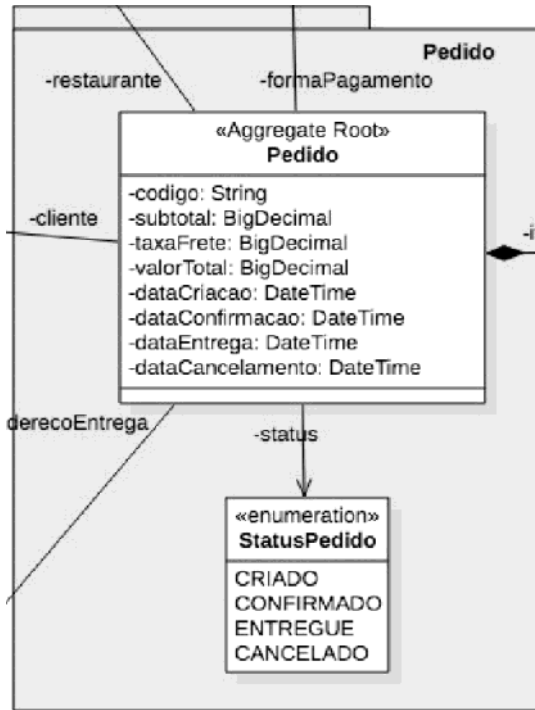 Pedido
-restaurante
-formaPagamento
«Aggregate Root»
Pedido
-codigo: String
-subtotal: BigDecimal
-taxaFrete: BigDecimal
-valorTotal: BigDecimal
-dataCriacao: DateTime
-dataConfirmacao: DateTime
-dataEntrega: DateTime
-dataCancelamento: DateTime
-cliente
-i
derecoEntrega
-status
«enumeration»
StatusPedido
CRIADO
CONFIRMADO
ENTREGUE
CANCELADO